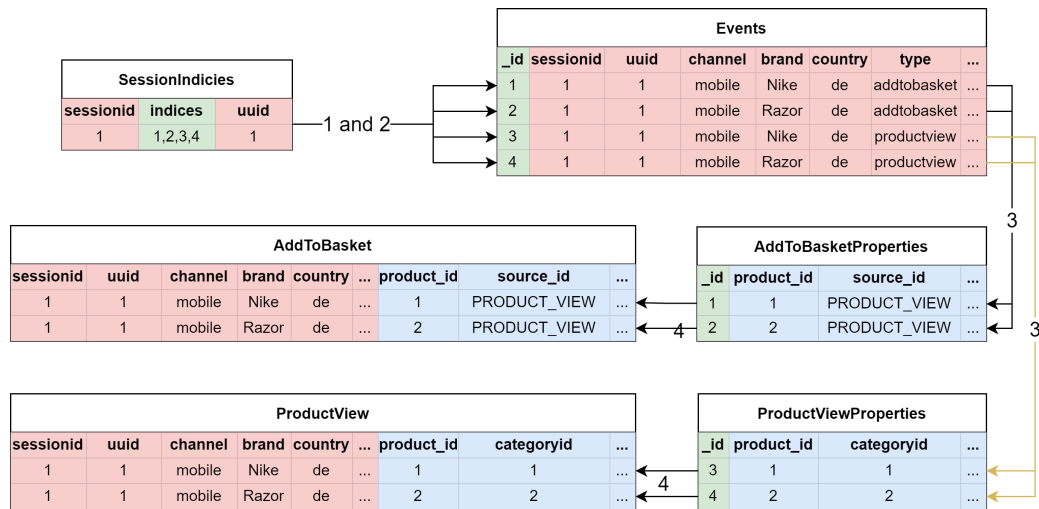 Events
_id sessionid uuid channel brand country type ...
1 1 1 mobile Nike de addtobasket ...
2 1 1 mobile Razor de addtobasket ...
3 1 1 mobile Nike de productview ...
4 1 1 mobile Razor de productview ...
SessionIndicies
sessionid indices uuid
1 1,2,3,4 1
1 and 2
3
3
AddToBasket
sessionid uuid channel brand country ... product_id source_id ...
1 1 mobile Nike de ... 1 PRODUCT_VIEW ...
1 1 mobile Razor de ... 2 PRODUCT_VIEW ...
4
AddToBasketProperties
_id product_id source_id ...
1 1 PRODUCT_VIEW ...
2 2 PRODUCT_VIEW ...
ProductView
sessionid uuid channel brand country ... product_id categoryid ...
1 1 mobile Nike de ... 1 1 ...
1 1 mobile Razor de ... 2 2 ...
4
ProductViewProperties
_id product_id categoryid ...
3 1 1 ...
4 2 2 ...